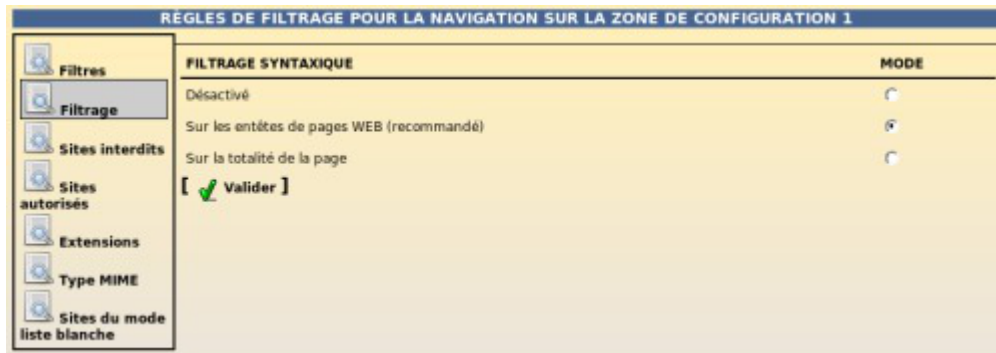 RÈGLES DE FILTRAGE POUR LA NAVIGATION SUR LA ZONE DE CONFIGURATION 1
Filtres
Filtrage
Sites interdits
Sites
autorisés
Extensions
Type MIME
Sites du mode
liste blanche
FILTRAGE SYNTAXIQUE MODE
Désactivé
Sur les entêtes de pages WEB (recommandé)
Sur la totalité de la page
[ Valider ]